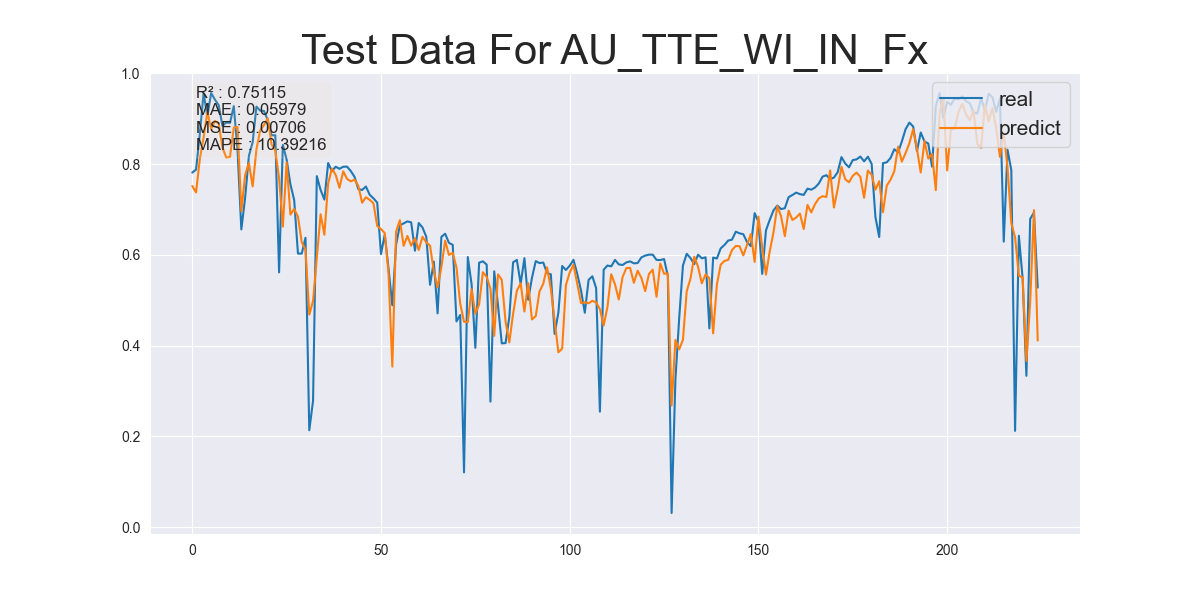 Test Data For AU_TTE_WI_IN_Fx
1.0
R² : 0.75115
MAE : 0.05979
MSE : 0.00706
MAPE : 10.39216
real
predict
0.8
0.6
0.4
0.2
0.0
0
50
100
150
200